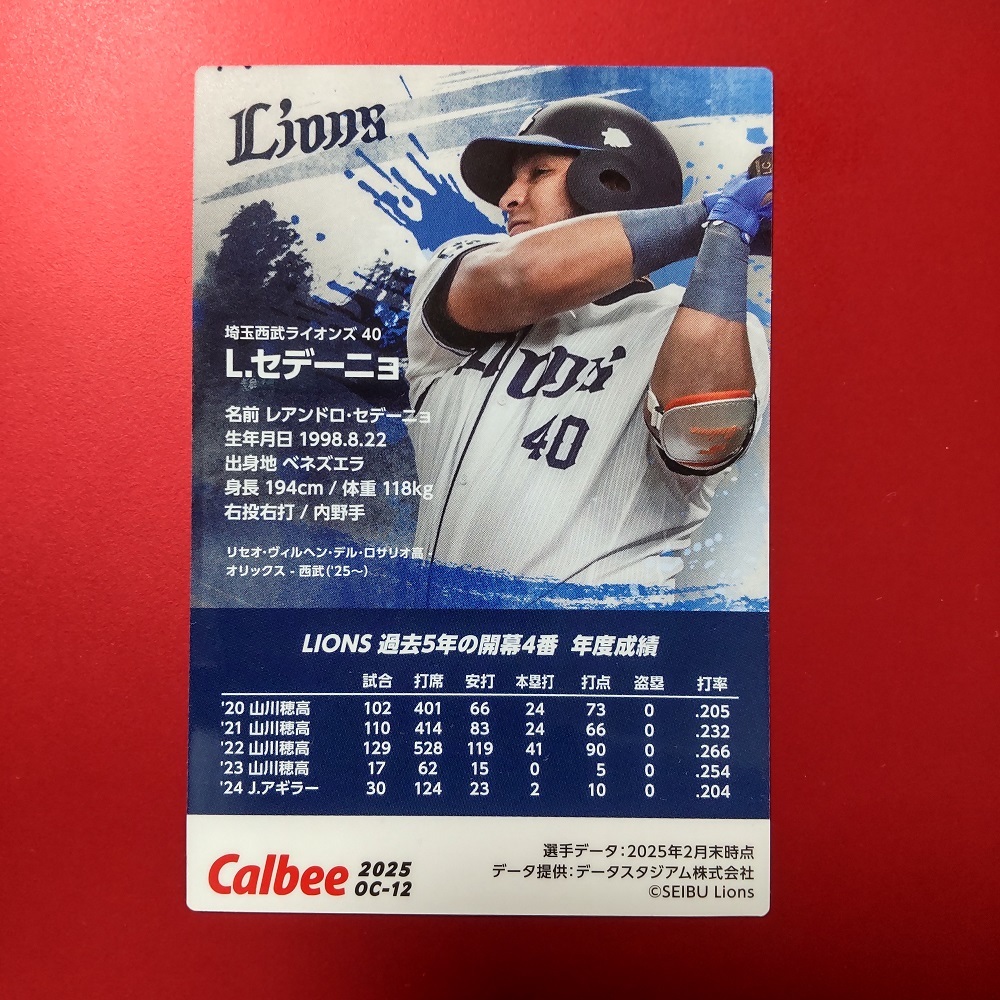 Lions
埼玉西武ライオンズ 40
L.セデーニョ
名前 レアンドロ・セデーニョ
生年月日 1998.8.22
出身地 ベネズエラ
身長 194cm / 体重 118kg
右投右打 / 内野手
リセオ・ヴィルヘン・デル・ロサリオ高 -
オリックス - 西武('25〜)
Lions
40
LIONS 過去5年の開幕4番 年度成績
試合 打席 安打 本塁打 打点 盗塁 打率
'20 山川穂高 102 401 66 24 73 0 .205
'21 山川穂高 110 414 83 24 66 0 .232
'22 山川穂高 129 528 119 41 90 0 .266
'23 山川穂高 17 62 15 0 5 0 .254
'24 J.アギラー 30 124 23 2 10 0 .204
Calbee 2025
OC-12
選手データ:2025年2月末時点
データ提供:データスタジアム株式会社
©SEIBU Lions